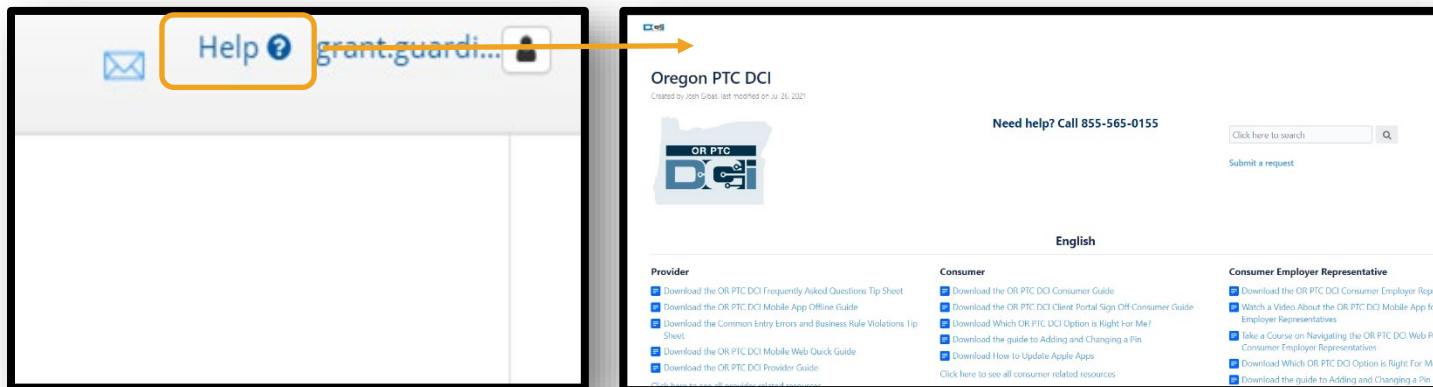 Help ? grant.guardi...
DCi
Oregon PTC DCI
Created by Josh Gibas, last modified on Jul 26, 2021
OR PTC
DCi
Need help? Call 855-565-0155
Click here to search
Submit a request
English
Provider
Download the OR PTC DCI Frequently Asked Questions Tip Sheet
Download the OR PTC DCI Mobile App Offline Guide
Download the Common Entry Errors and Business Rule Violations Tip
Sheet
Download the OR PTC DCI Mobile Web Quick Guide
Download the OR PTC DCI Provider Guide
Click here to see all provider related resources
Consumer
Download the OR PTC DCI Consumer Guide
Download the OR PTC DCI Client Portal Sign Off Consumer Guide
Download Which OR PTC DCI Option is Right For Me?
Download the guide to Adding and Changing a Pin
Download How to Update Apple Apps
Click here to see all consumer related resources
Consumer Employer Representative
Download the OR PTC DCI Consumer Employer Rep
Watch a Video About the OR PTC DCI Mobile App fo
Employer Representatives
Take a Course on Navigating the OR PTC DCI Web P
Consumer Employer Representatives
Download Which OR PTC DCI Option is Right For M
Download the guide to Adding and Changing a Pin